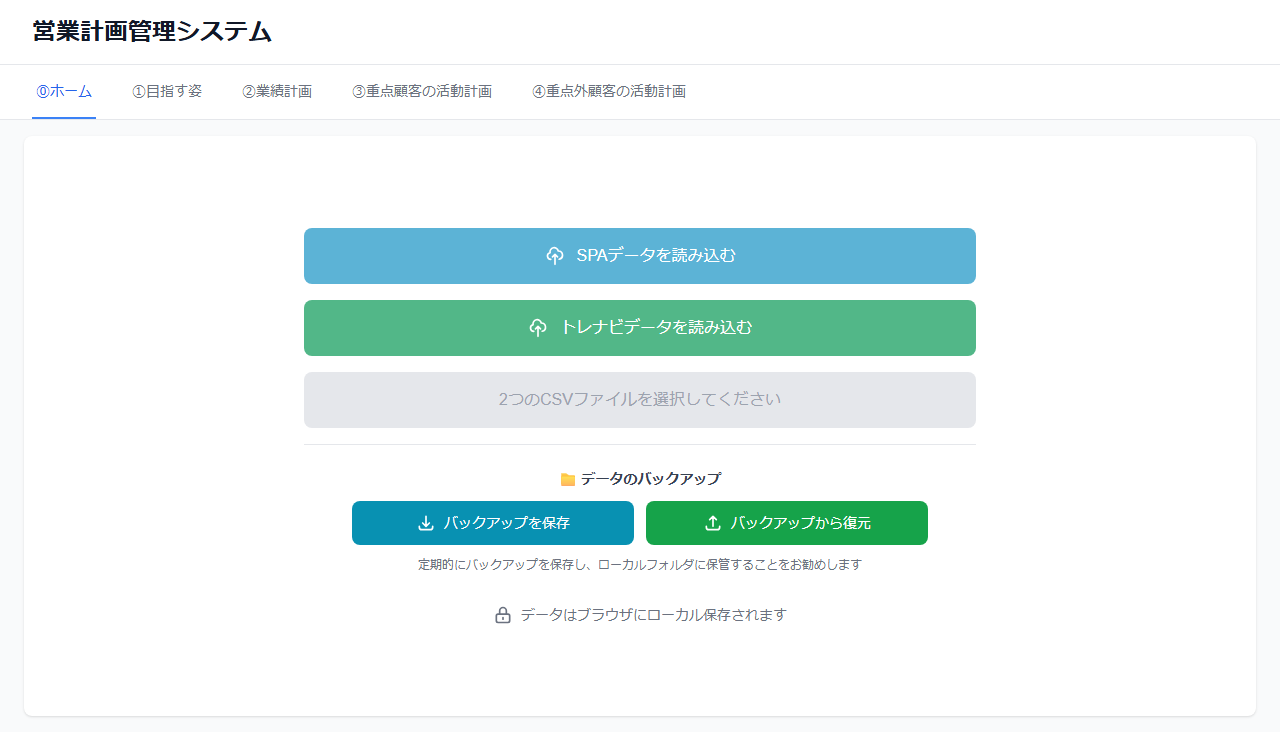 営業計画管理システム
⓪ホーム ①目指す姿 ②業績計画 ③重点顧客の活動計画 ④重点外顧客の活動計画
SPAデータを読み込む
トレナビデータを読み込む
2つのCSVファイルを選択してください
データのバックアップ
バックアップを保存 バックアップから復元
定期的にバックアップを保存し、ローカルフォルダに保管することをお勧めします
データはブラウザにローカル保存されます